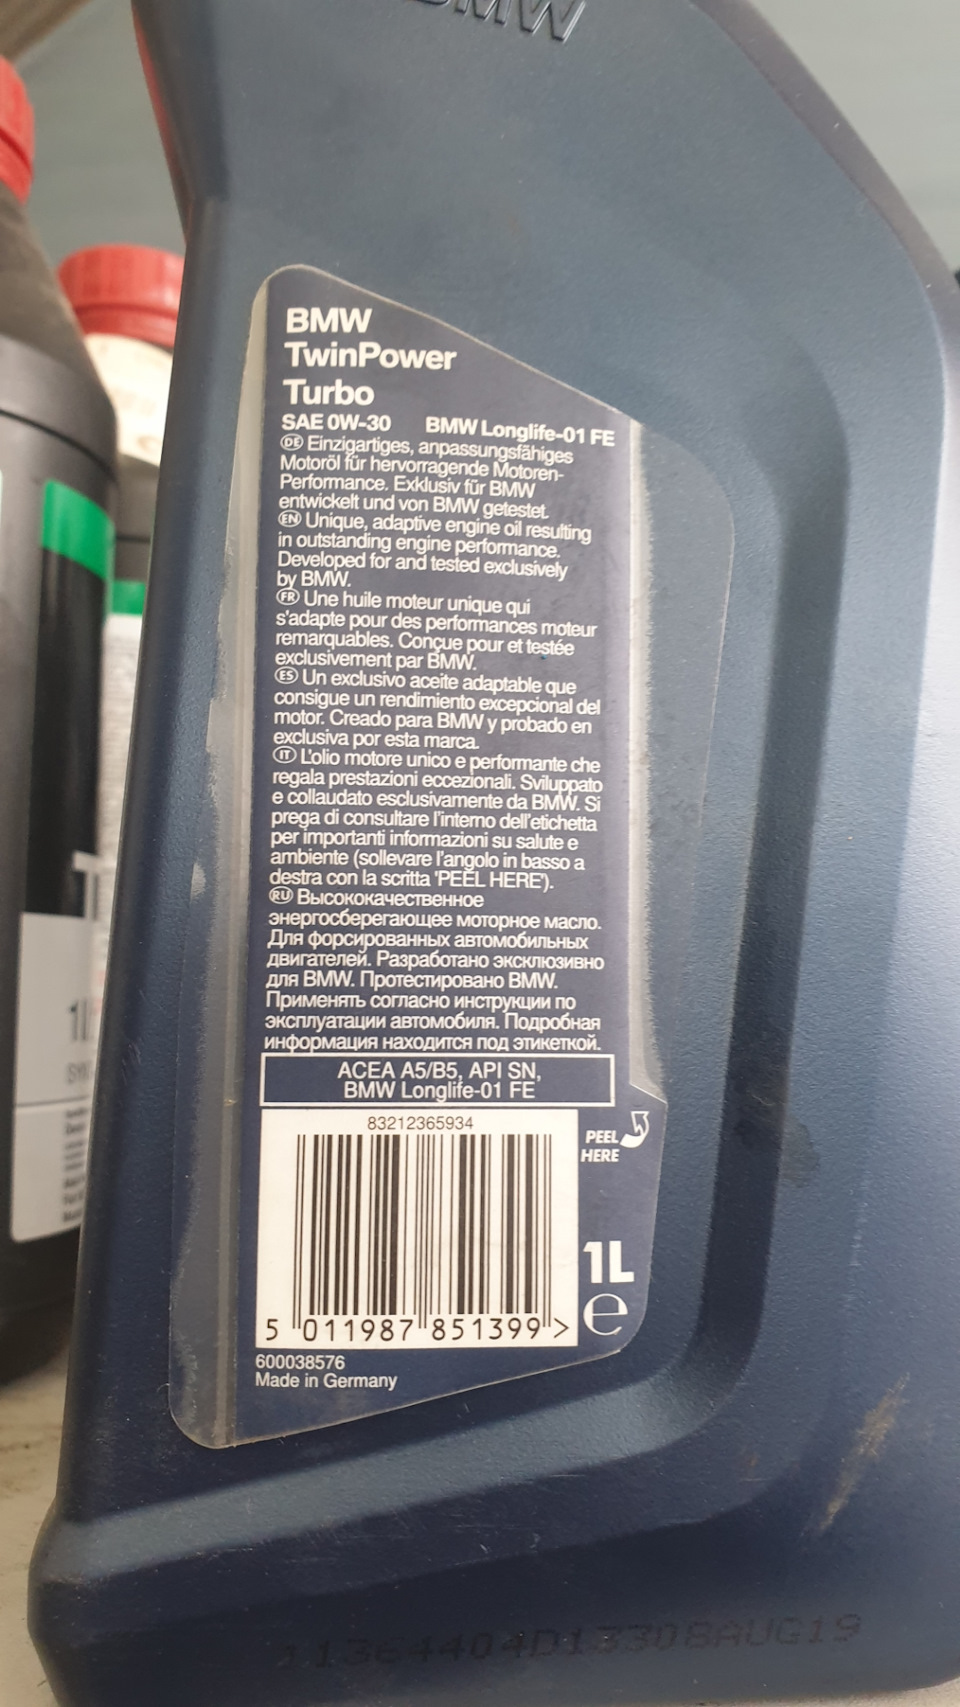 BMW
BMW
TwinPower
Turbo
SAE 0W-30 BMW Longlife-01 FE
DE Einzigartiges, anpassungsfähiges
Motoröl für hervorragende Motoren-
Performance. Exklusiv für BMW
entwickelt und von BMW getestet.
EN Unique, adaptive engine oil resulting
in outstanding engine performance.
Developed for and tested exclusively
by BMW.
FR Une huile moteur unique qui
s'adapte pour des performances moteur
remarquables. Conçue pour et testée
exclusivement par BMW.
ES Un exclusivo aceite adaptable que
consigue un rendimiento excepcional del
motor. Creado para BMW y probado en
exclusiva por esta marca.
IT L'olio motore unico e performante che
regala prestazioni eccezionali. Sviluppato
e collaudato esclusivamente da BMW. Si
prega di consultare l'interno dell'etichetta
per importanti informazioni su salute e
ambiente (sollevare l'angolo in basso a
destra con la scritta 'PEEL HERE').
RU Высококачественное
энергосберегающее моторное масло.
Для форсированных автомобильных
двигателей. Разработано эксклюзивно
для BMW. Протестировано BMW.
Применять согласно инструкции по
эксплуатации автомобиля. Подробная
информация находится под этикеткой.
ACEA A5/B5, API SN,
BMW Longlife-01 FE
83212365934
PEEL
HERE
1L
e
5 011987 851399 >
600038576
Made in Germany
11364404D13308AUG19